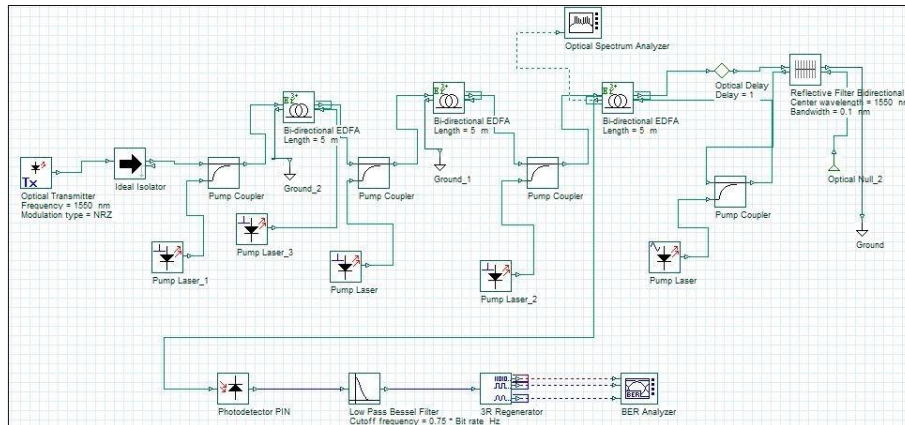 Optical Spectrum Analyzer
Optical Delay
Delay = 1
Reflective Filter Bidirectional
Center wavelength = 1550 nm
Bandwidth = 0.1 nm
Bi-directional EDFA
Length = 5 m
Bi-directional EDFA
Length = 5 m
Bi-directional EDFA
Length = 5 m
Tx
Optical Transmitter
Frequency = 1550 nm
Modulation type = NRZ
Ideal Isolator
Pump Coupler
Ground_2
Pump Coupler
Ground_1
Pump Coupler
Pump Coupler
Optical Null_2
Ground
Pump Laser_1
Pump Laser_3
Pump Laser
Pump Laser_2
Pump Laser
Photodetector PIN
Low Pass Bessel Filter
Cutoff frequency = 0.75 * Bit rate Hz
3R Regenerator
BER
BER Analyzer